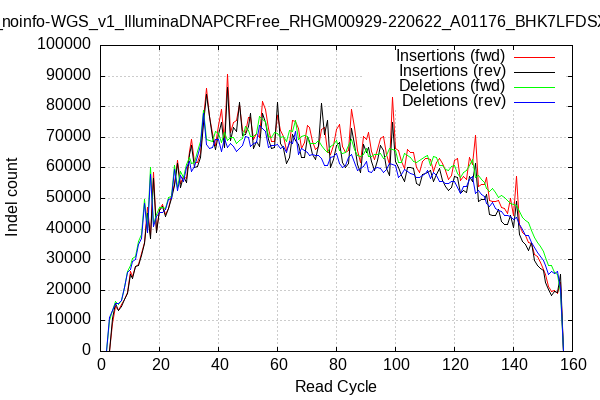 _noinfo-WGS_v1_IlluminaDNAPCRFree_RHGM00929-220622_A01176_BHK7LFDSX
Insertions (fwd)
Insertions (rev)
Deletions (fwd)
Deletions (rev)
Indel count
100000
90000
80000
70000
60000
50000
40000
30000
20000
10000
0
0 20 40 60 80 100 120 140 160
Read Cycle